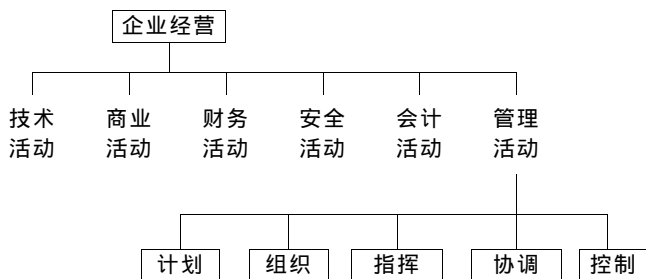 企业经营
技术 商业 财务 安全 会计 管理
活动 活动 活动 活动 活动 活动
计划 组织 指挥 协调 控制